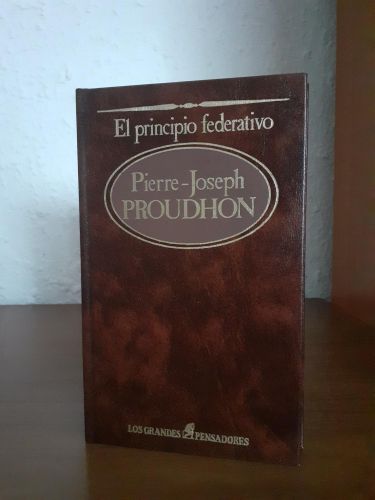 El principio federativo
Pierre-Joseph
PROUDHON
LOS GRANDES PENSADORES